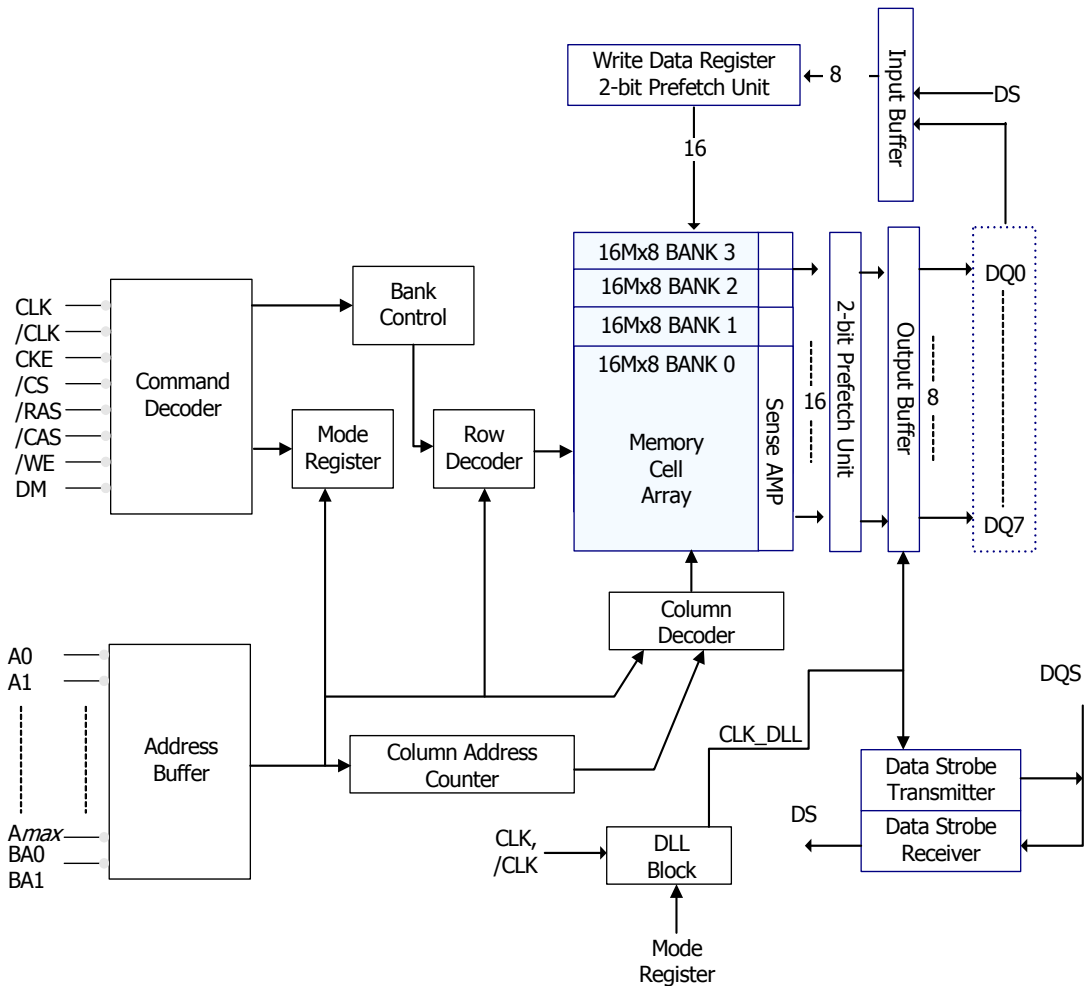 Write Data Register
2-bit Prefetch Unit
8
Input Buffer
DS
16
16Mx8 BANK 3
16Mx8 BANK 2
16Mx8 BANK 1
16Mx8 BANK 0
Memory
Cell
Array
Sense AMP
16
2-bit Prefetch Unit
Output Buffer
8
DQ0
DQ7
CLK
/CLK
CKE
/CS
/RAS
/CAS
/WE
DM
Command
Decoder
Bank
Control
Mode
Register
Row
Decoder
Column
Decoder
A0
A1
Amax
BA0
BA1
Address
Buffer
Column Address
Counter
CLK_DLL
CLK,
/CLK
DLL
Block
Mode
Register
DQS
Data Strobe
Transmitter
Data Strobe
Receiver
DS